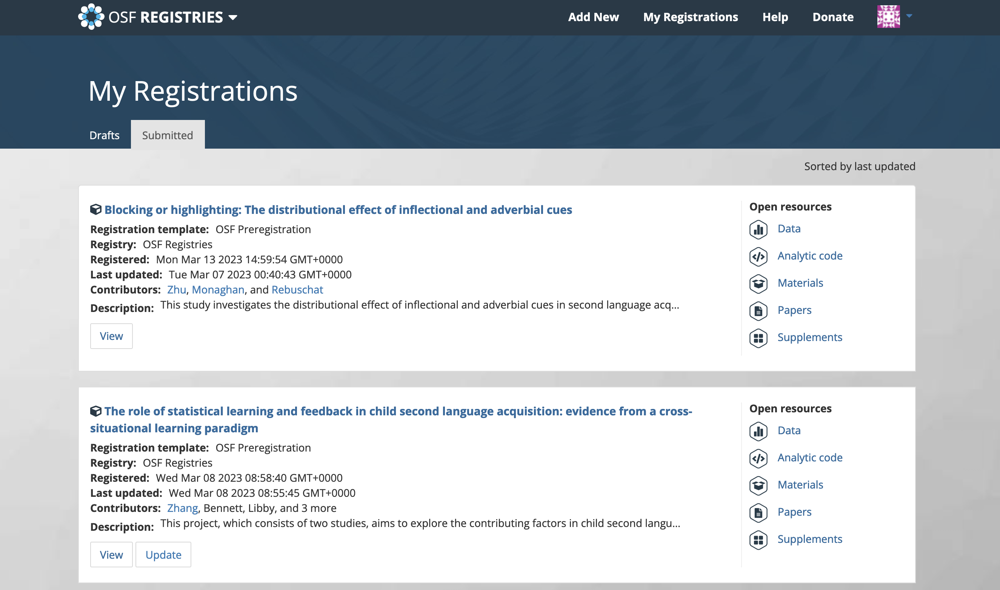 OSF REGISTRIES
Add New
My Registrations
Help
Donate
My Registrations
Drafts
Submitted
Sorted by last updated
Blocking or highlighting: The distributional effect of inflectional and adverbial cues
Registration template: OSF Preregistration
Registry: OSF Registries
Registered: Mon Mar 13 2023 14:59:54 GMT+0000
Last updated: Tue Mar 07 2023 00:40:43 GMT+0000
Contributors: Zhu, Monaghan, and Rebuschat
Description: This study investigates the distributional effect of inflectional and adverbial cues in second language acq...
View
Open resources
Data
Analytic code
Materials
Papers
Supplements
The role of statistical learning and feedback in child second language acquisition: evidence from a cross-
situational learning paradigm
Registration template: OSF Preregistration
Registry: OSF Registries
Registered: Wed Mar 08 2023 08:58:40 GMT+0000
Last updated: Wed Mar 08 2023 08:55:45 GMT+0000
Contributors: Zhang, Bennett, Libby, and 3 more
Description: This project, which consists of two studies, aims to explore the contributing factors in child second langu...
View
Update
Open resources
Data
Analytic code
Materials
Papers
Supplements